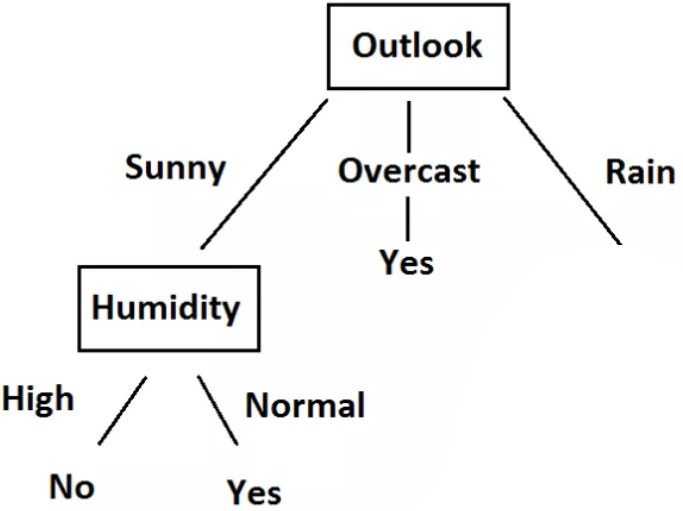 Outlook
Sunny
Overcast
Rain
Yes
Humidity
High
Normal
No
Yes